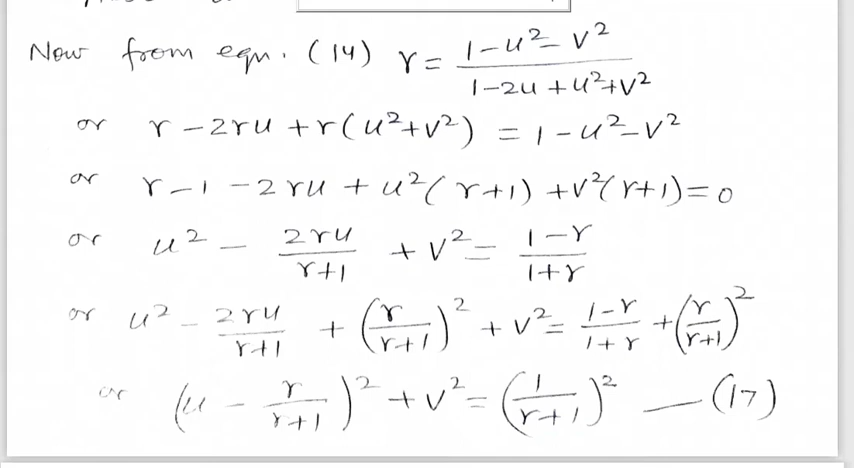 Now from eqn. (14) r = (1-u²-v²)/(1-2u+u²+v²)
or r - 2ru + r(u²+v²) = 1-u²-v²
or r-1-2ru + u²(r+1) + v²(r+1) = 0
or u² - 2ru/(r+1) + v² = (1-r)/(1+r)
or u² - 2ru/(r+1) + (r/(r+1))² + v² = (1-r)/(1+r) + (r/(r+1))²
or (u - r/(r+1))² + v² = (1/(r+1))² — (17)